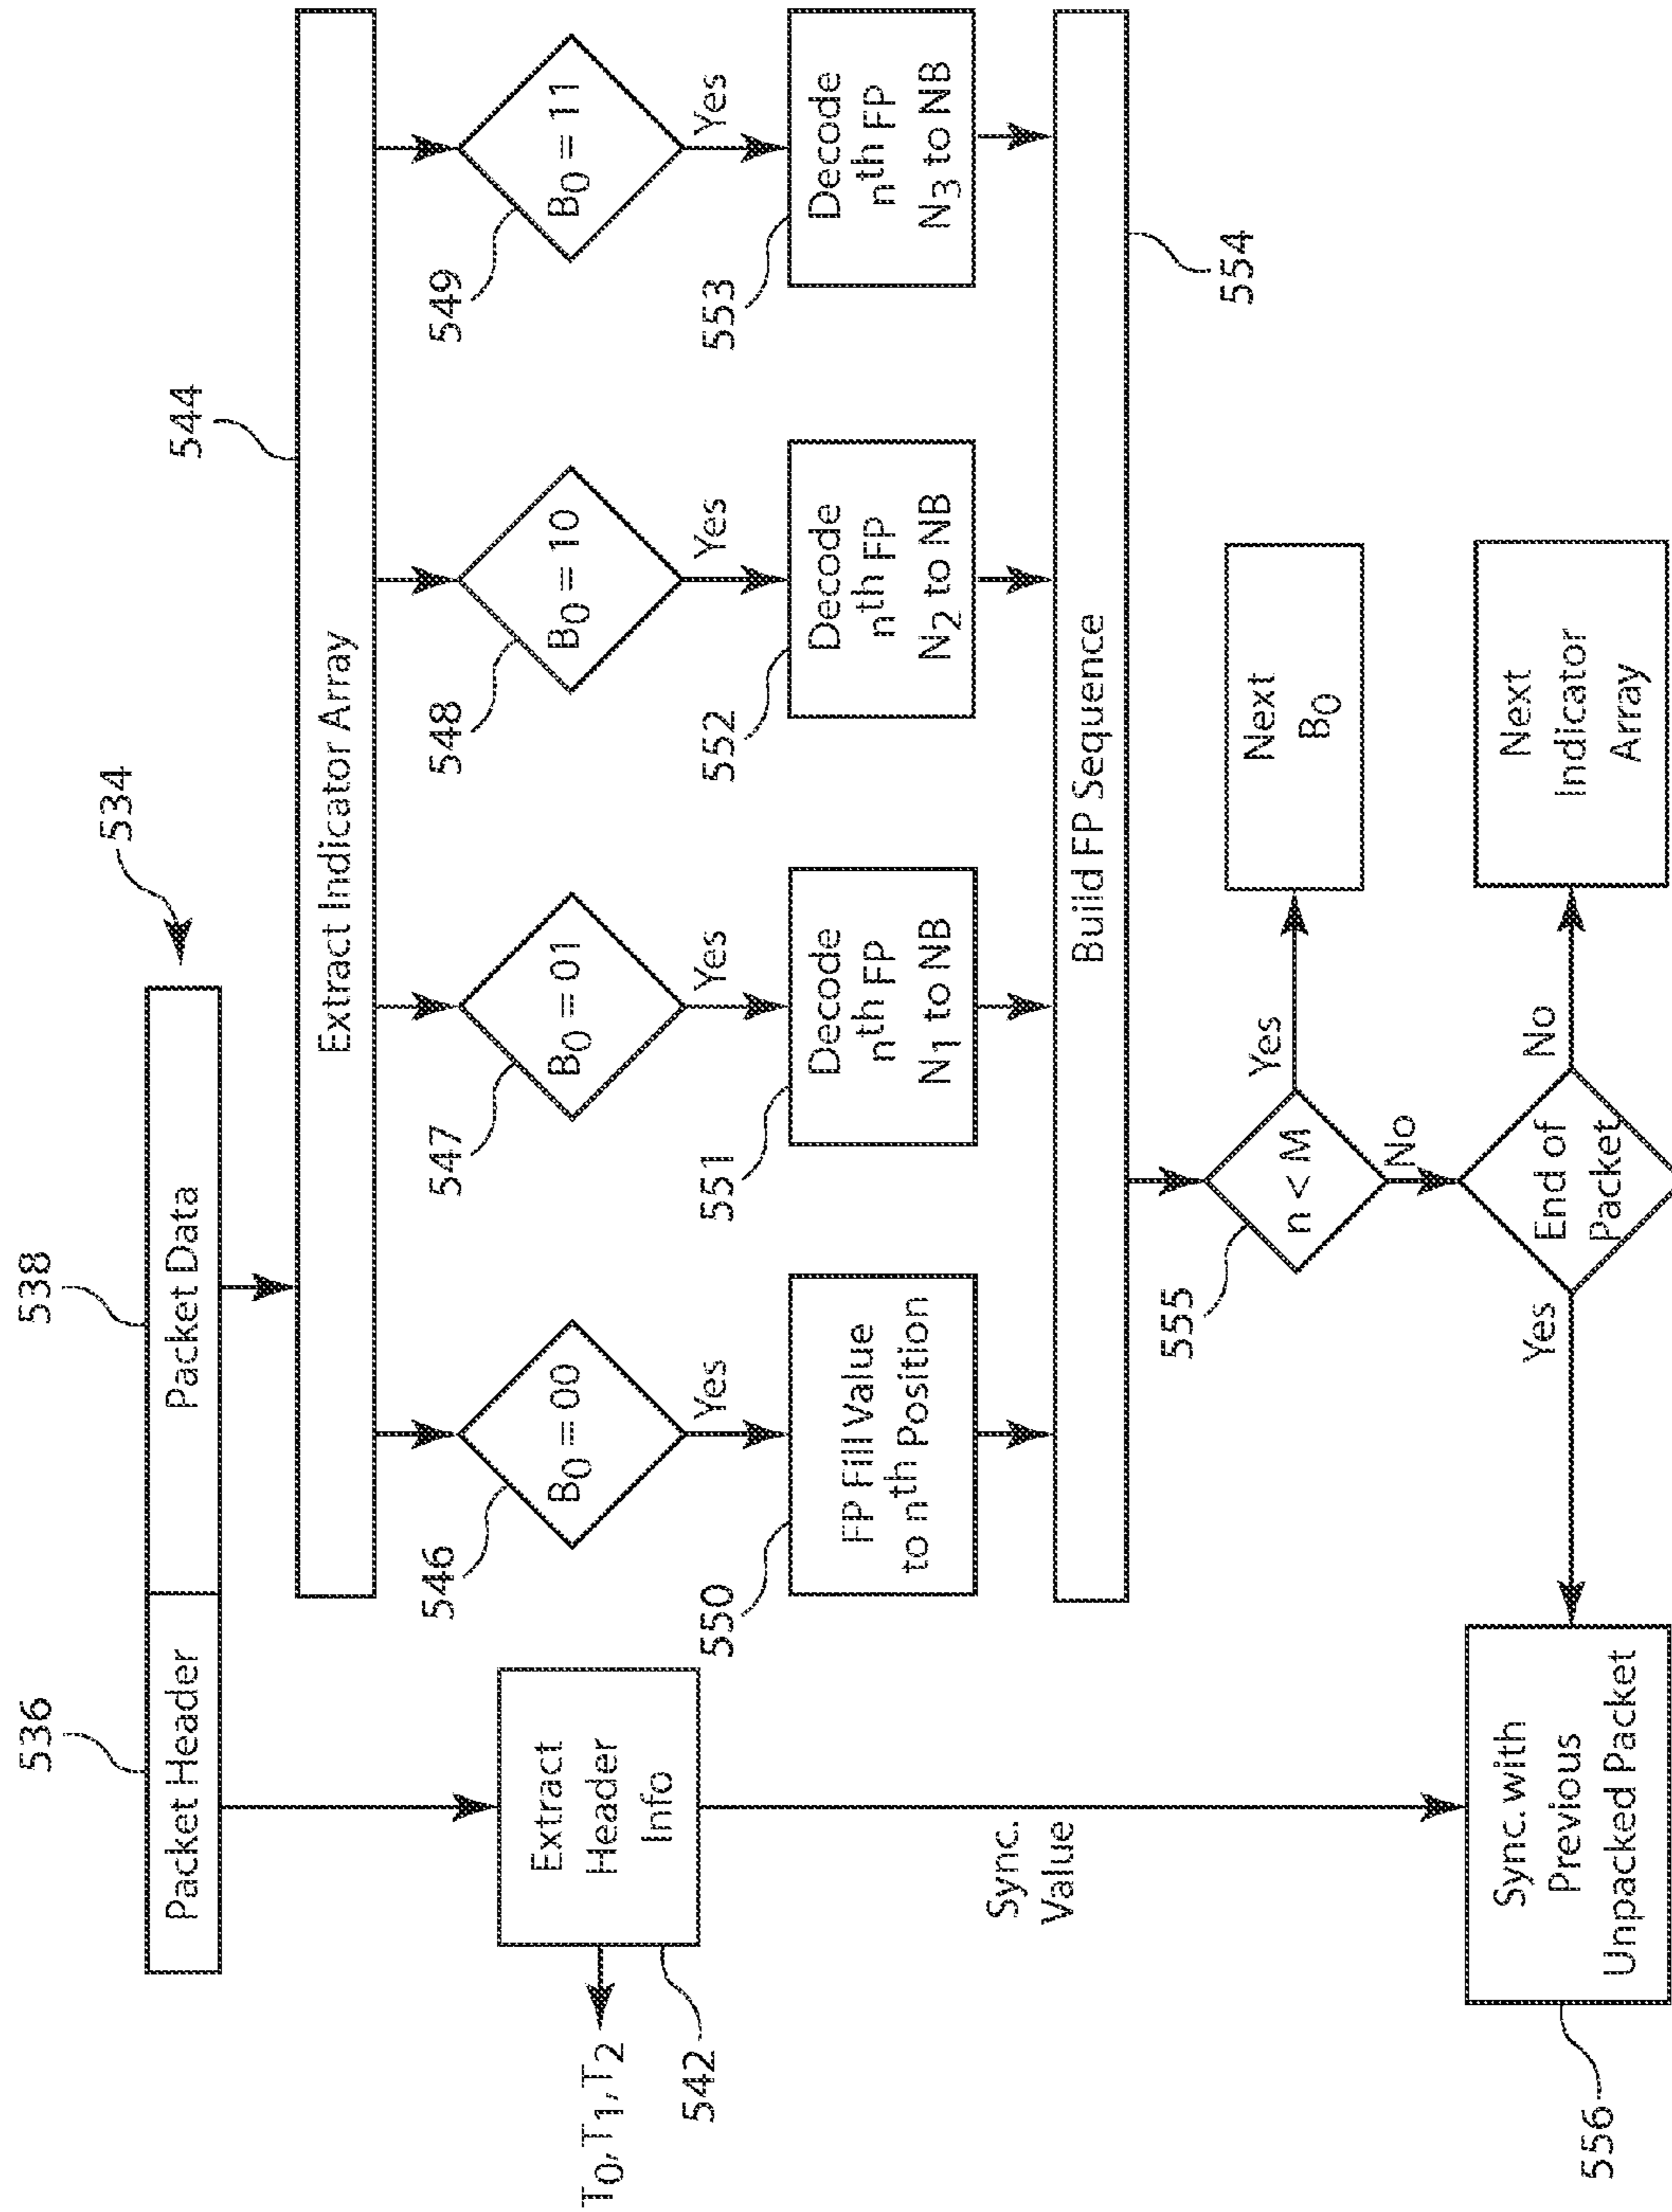 536
538
534
Packet Header
Packet Data
544
Extract Indicator Array
T0, T1, T2
Extract
Header
Info
542
546
B0 = 00
547
B0 = 01
548
B0 = 10
549
B0 = 11
Yes
Yes
Yes
Yes
550
FP Fill Value
to nth Position
551
Decode
nth FP
N1 to NB
552
Decode
nth FP
N2 to NB
553
Decode
nth FP
N3 to NB
Sync.
Value
Build FP Sequence
554
555
n < M
Yes
Next
B0
No
End of
Packet
Yes
No
Next
Indicator
Array
Sync. with
Previous
Unpacked Packet
556